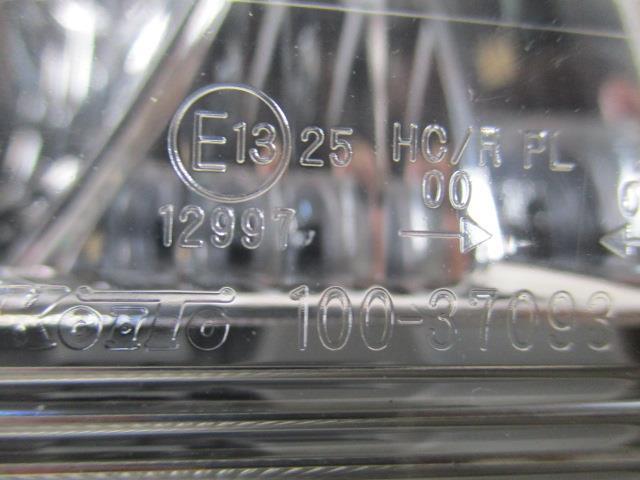 E13 25 HC/R PL
00
12997 →
KOITO 100-37093